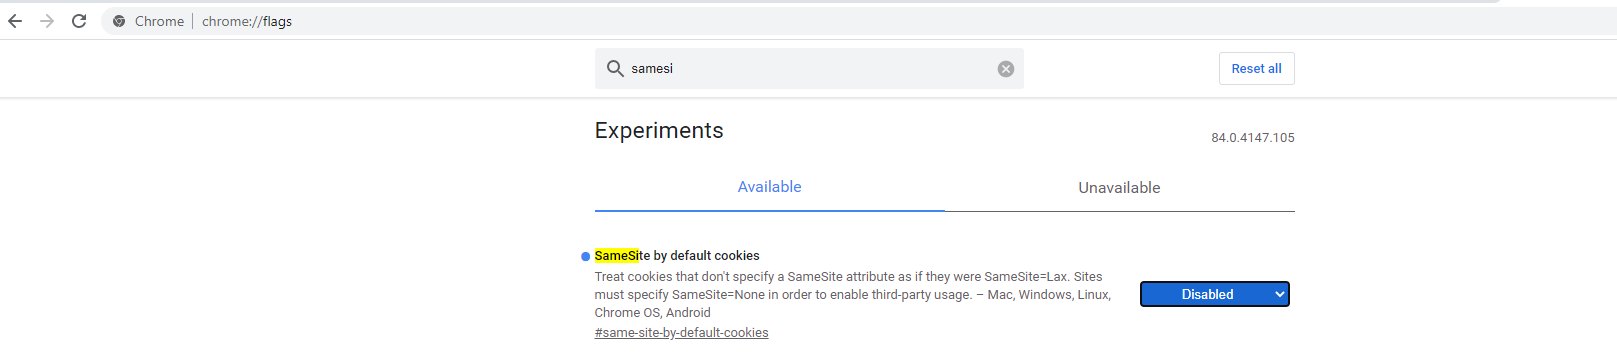 Chrome | chrome://flags
samesi
Reset all
Experiments
84.0.4147.105
Available
Unavailable
SameSite by default cookies
Treat cookies that don't specify a SameSite attribute as if they were SameSite=Lax. Sites
must specify SameSite=None in order to enable third-party usage. – Mac, Windows, Linux,
Chrome OS, Android
#same-site-by-default-cookies
Disabled